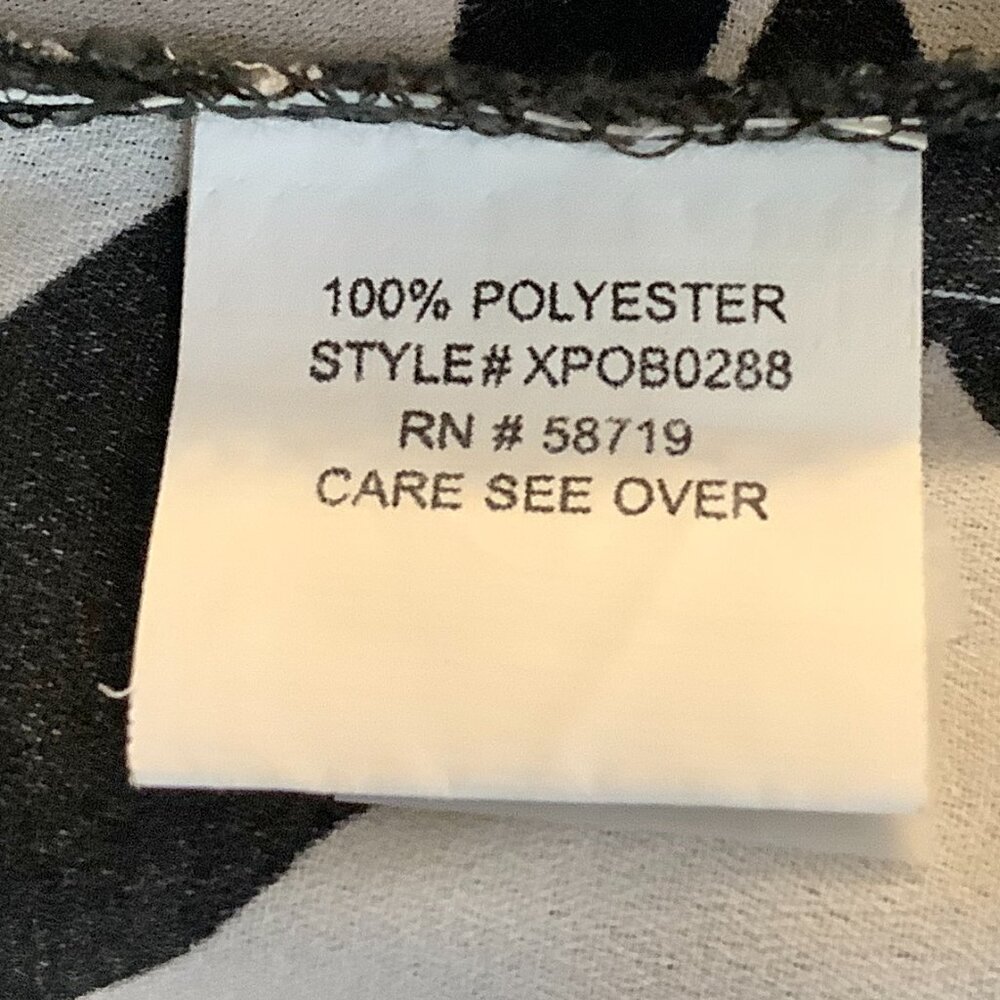 100% POLYESTER
STYLE# XPOB0288
RN # 58719
CARE SEE OVER